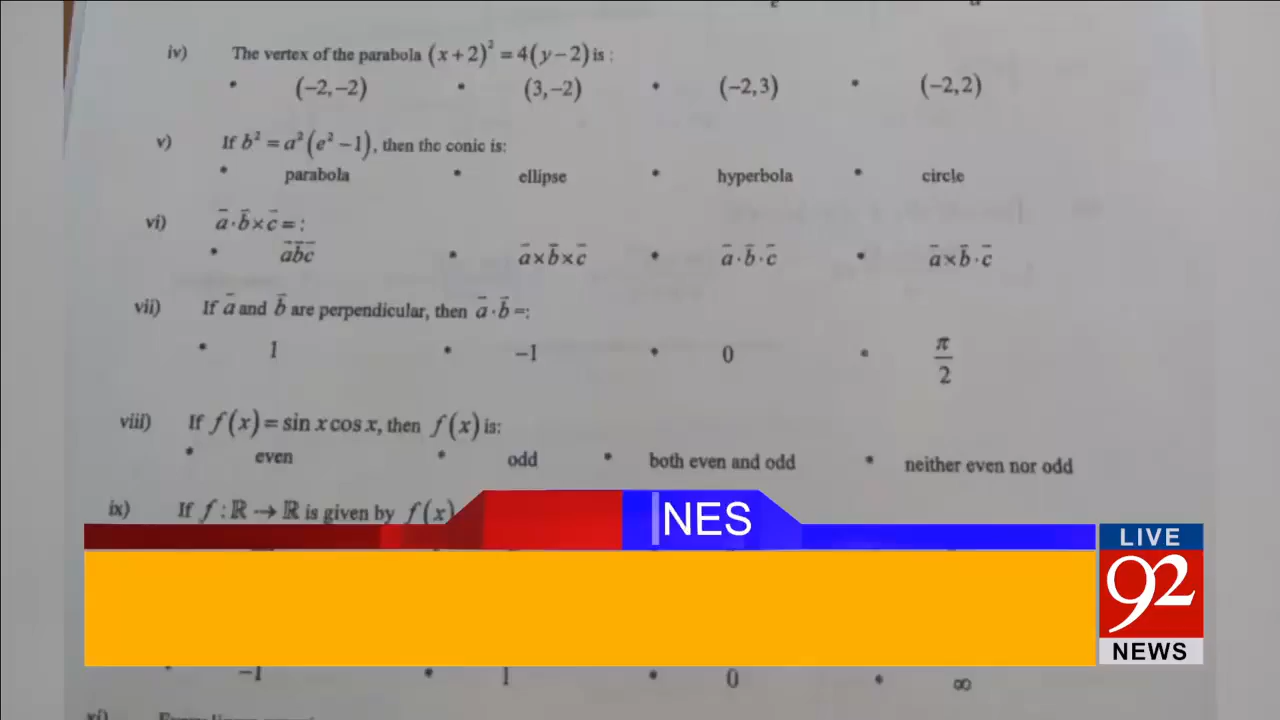 iv) The vertex of the parabola (x+2)² = 4(y−2) is :
• (−2,−2) • (3,−2) • (−2,3) • (−2,2)
v) If b² = a²(e²−1), then the conic is:
• parabola • ellipse • hyperbola • circle
vi) a̅·b̅×c̅ = :
• a̅b̅c̅ • a̅×b̅×c̅ • a̅·b̅·c̅ • a̅×b̅·c̅
vii) If a̅ and b̅ are perpendicular, then a̅·b̅ =:
• 1 • −1 • 0 • π/2
viii) If f(x) = sin x cos x, then f(x) is:
• even • odd • both even and odd • neither even nor odd
ix) If f : ℝ → ℝ is given by f(x)
NES
LIVE
92
NEWS
• −1 • 1 • 0 • ∞
xi)